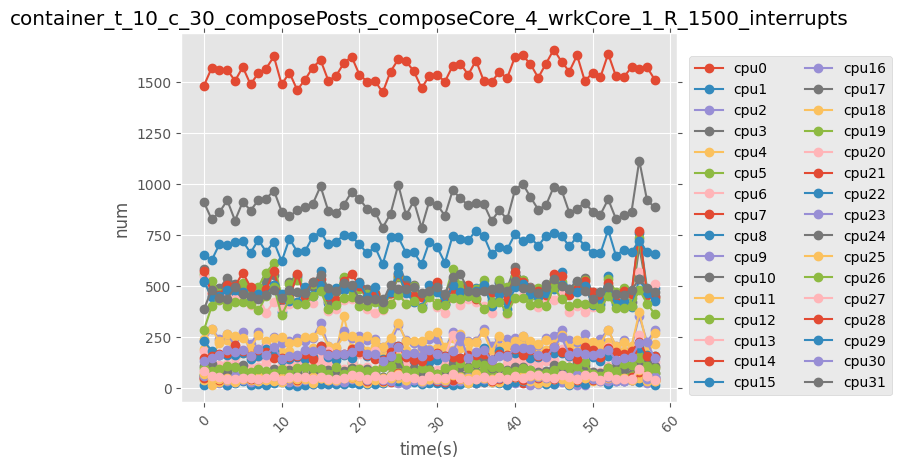 container_t_10_c_30_composePosts_composeCore_4_wrkCore_1_R_1500_interrupts
num
1500
1250
1000
750
500
250
0
0
10
20
30
40
50
60
time(s)
cpu0
cpu1
cpu2
cpu3
cpu4
cpu5
cpu6
cpu7
cpu8
cpu9
cpu10
cpu11
cpu12
cpu13
cpu14
cpu15
cpu16
cpu17
cpu18
cpu19
cpu20
cpu21
cpu22
cpu23
cpu24
cpu25
cpu26
cpu27
cpu28
cpu29
cpu30
cpu31